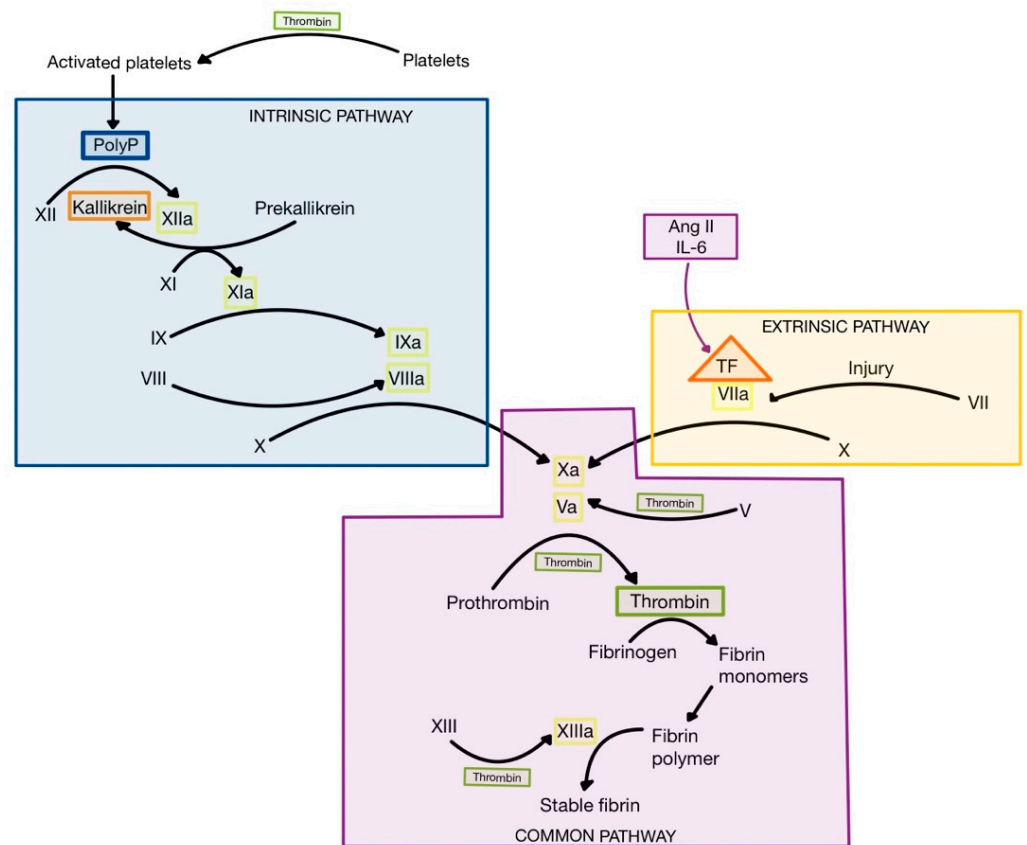 Thrombin
Activated platelets
Platelets
INTRINSIC PATHWAY
PolyP
XII
Kallikrein
XIIa
Prekallikrein
XI
XIa
IX
IXa
VIII
VIIIa
X
Ang II
IL-6
EXTRINSIC PATHWAY
TF
VIIa
Injury
VII
X
Xa
Va
Thrombin
V
Thrombin
Prothrombin
Thrombin
Fibrinogen
Fibrin
monomers
XIII
XIIIa
Thrombin
Fibrin
polymer
Stable fibrin
COMMON PATHWAY